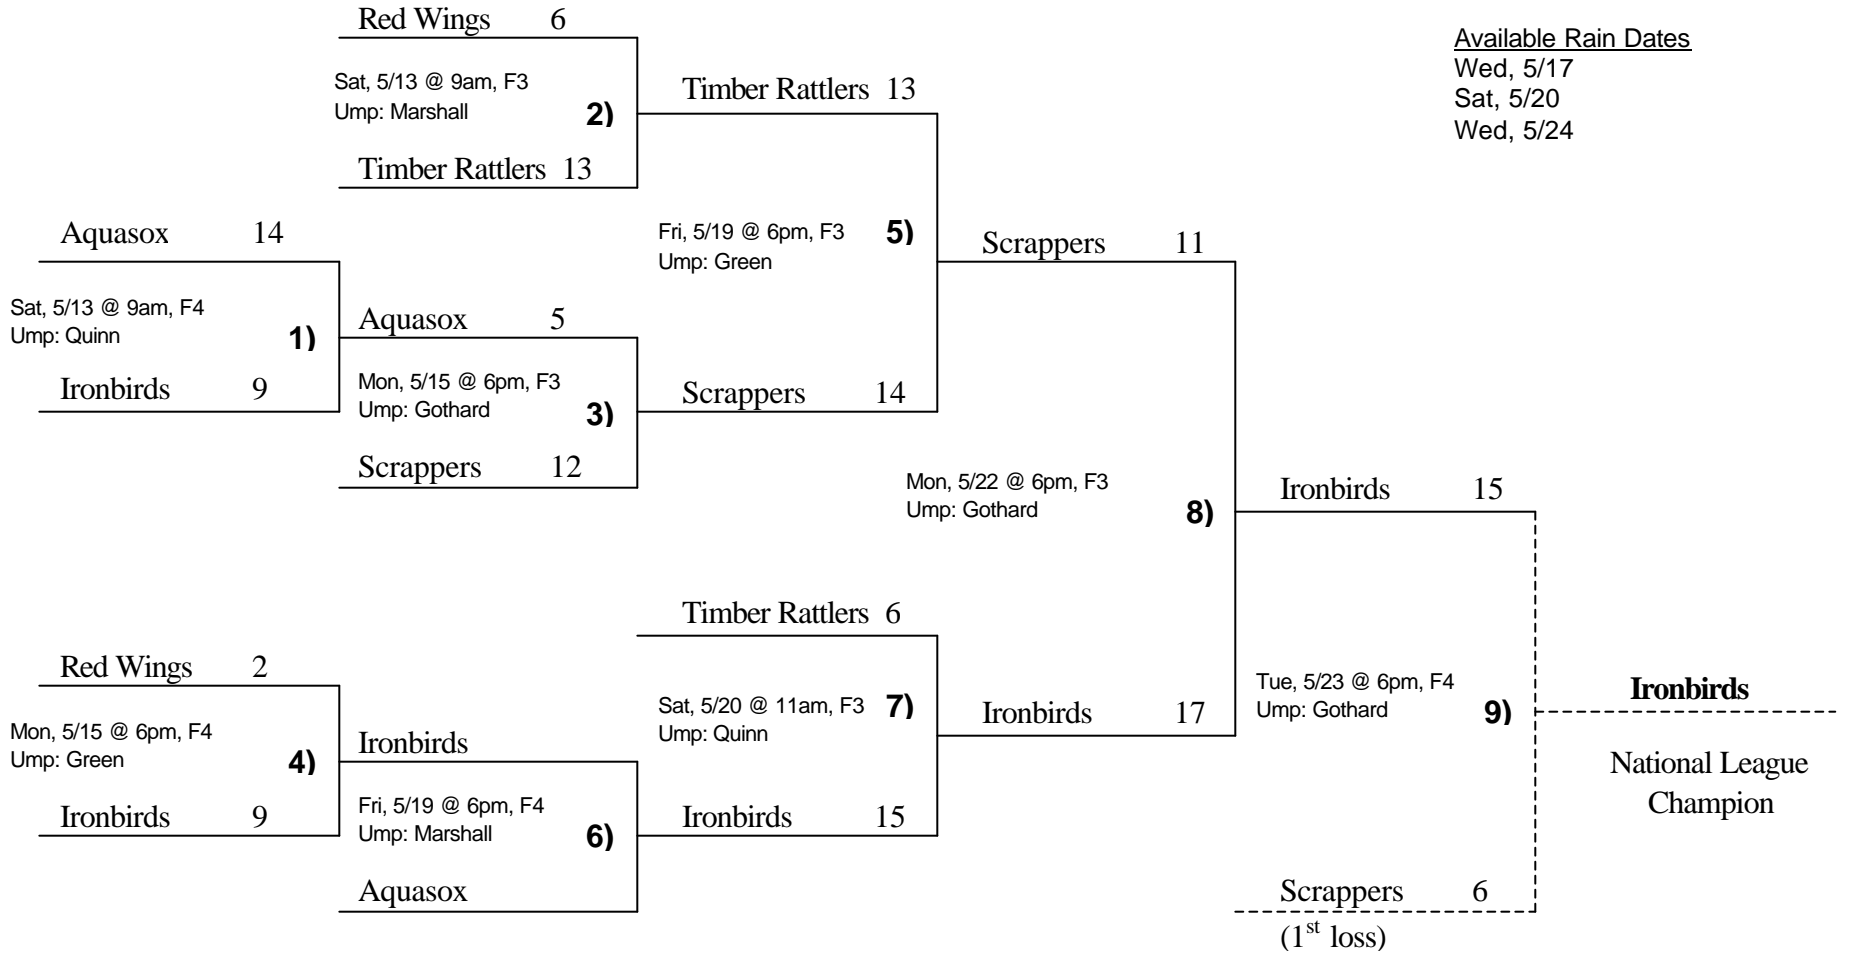 Red Wings 6
Available Rain Dates
Wed, 5/17
Sat, 5/20
Wed, 5/24
Sat, 5/13 @ 9am, F3
Ump: Marshall
2)
Timber Rattlers 13
Timber Rattlers 13
Aquasox 14
Sat, 5/13 @ 9am, F4
Ump: Quinn
1)
Ironbirds 9
Aquasox 5
Mon, 5/15 @ 6pm, F3
Ump: Gothard
3)
Scrappers 12
Fri, 5/19 @ 6pm, F3
Ump: Green
5)
Scrappers 14
Scrappers 11
Mon, 5/22 @ 6pm, F3
Ump: Gothard
8)
Ironbirds 15
Red Wings 2
Mon, 5/15 @ 6pm, F4
Ump: Green
4)
Ironbirds 9
Ironbirds
Fri, 5/19 @ 6pm, F4
Ump: Marshall
6)
Aquasox
Timber Rattlers 6
Sat, 5/20 @ 11am, F3
Ump: Quinn
7)
Ironbirds 15
Ironbirds 17
Tue, 5/23 @ 6pm, F4
Ump: Gothard
9)
Ironbirds
National League
Champion
Scrappers 6
(1st loss)